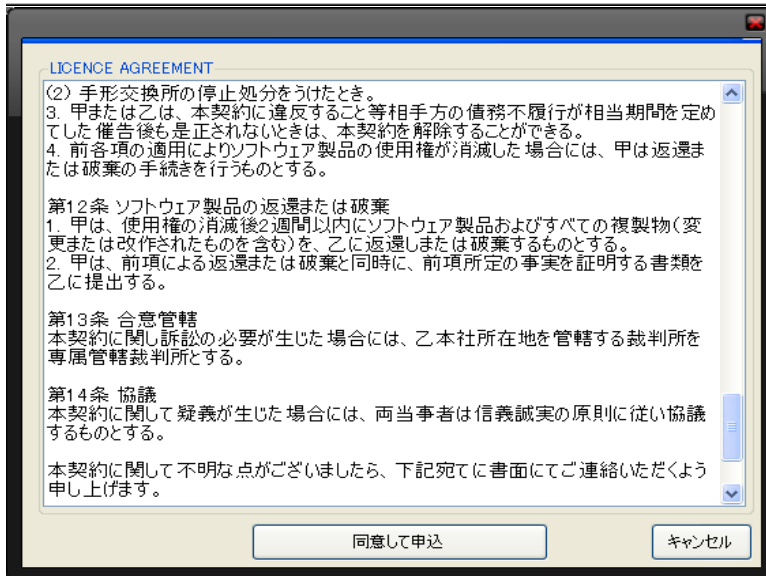 LICENCE AGREEMENT
(2) 手形交換所の停止処分をうけたとき。
3. 甲または乙は、本契約に違反すること等相手方の債務不履行が相当期間を定め
てした催告後も是正されないときは、本契約を解除することができる。
4. 前各項の適用によりソフトウェア製品の使用権が消滅した場合には、甲は返還ま
たは破棄の手続きを行うものとする。
第12条 ソフトウェア製品の返還または破棄
1. 甲は、使用権の消滅後2週間以内にソフトウェア製品およびすべての複製物(変
更または改作されたものを含む)を、乙に返還しまたは破棄するものとする。
2. 甲は、前項による返還または破棄と同時に、前項所定の事実を証明する書類を
乙に提出する。
第13条 合意管轄
本契約に関し訴訟の必要が生じた場合には、乙本社所在地を管轄する裁判所を
専属管轄裁判所とする。
第14条 協議
本契約に関して疑義が生じた場合には、両当事者は信義誠実の原則に従い協議
するものとする。
本契約に関して不明な点がございましたら、下記宛てに書面にてご連絡いただくよう
申し上げます。
同意して申込
キャンセル